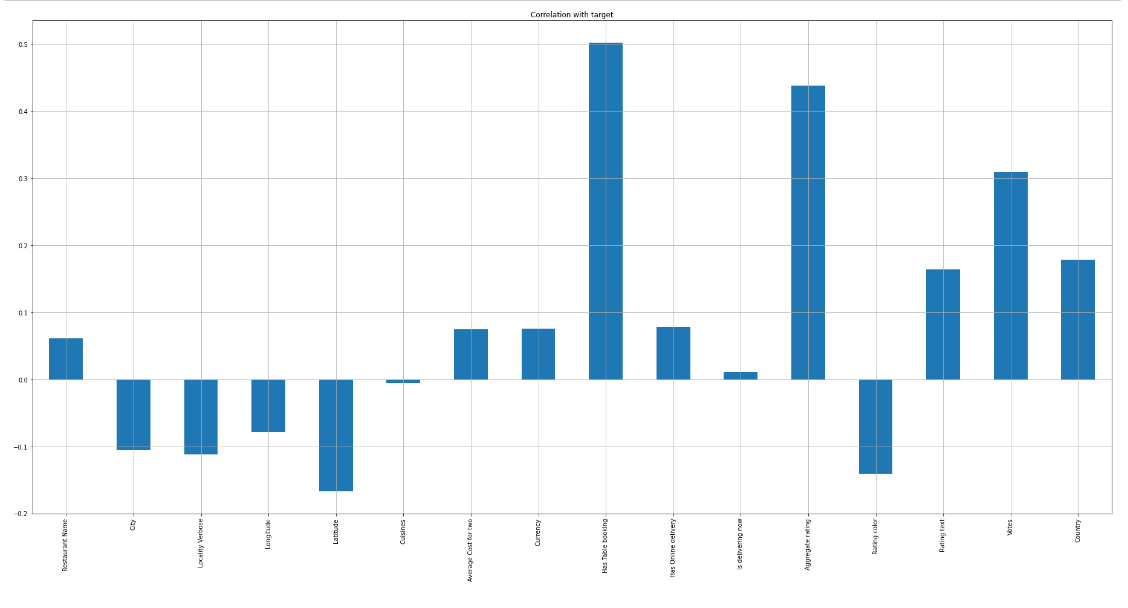 Correlation with target
0.5
0.4
0.3
0.2
0.1
0.0
−0.1
−0.2
Restaurant Name
City
Locality Verbose
Longitude
Latitude
Cuisines
Average Cost for two
Currency
Has Table booking
Has Online delivery
Is delivering now
Aggregate rating
Rating color
Rating text
Votes
Country